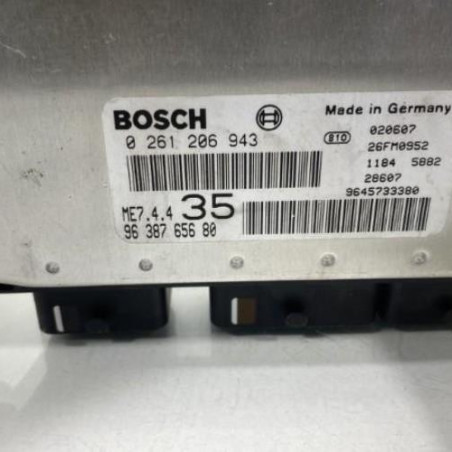 BOSCH
0 261 206 943
ME7.4.4 35
96 387 656 80
Made in Germany
810 020607
26FM0952
1184 5882
28607
9645733380